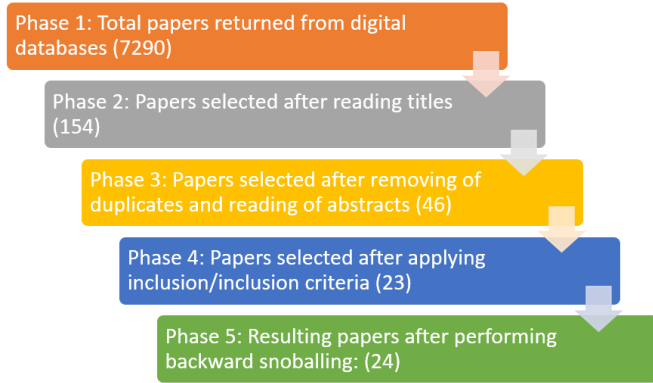 Phase 1: Total papers returned from digital
databases (7290)
Phase 2: Papers selected after reading titles
(154)
Phase 3: Papers selected after removing of
duplicates and reading of abstracts (46)
Phase 4: Papers selected after applying
inclusion/inclusion criteria (23)
Phase 5: Resulting papers after performing
backward snoballing: (24)